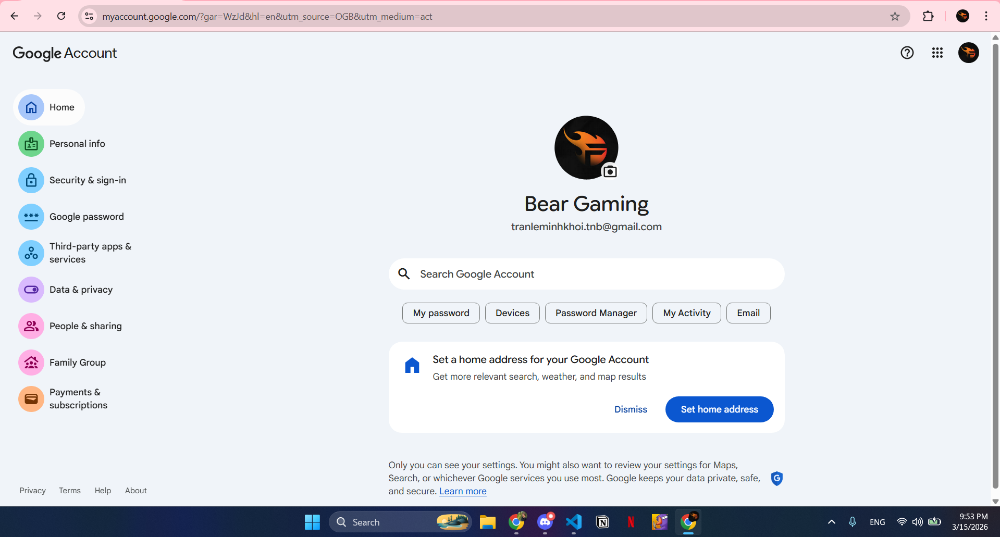 myaccount.google.com/?gar=WzJd&hl=en&utm_source=OGB&utm_medium=act
Google Account
Home
Personal info
Security & sign-in
Google password
Third-party apps &
services
Data & privacy
People & sharing
Family Group
Payments &
subscriptions
Privacy
Terms
Help
About
Bear Gaming
tranleminhkhoi.tnb@gmail.com
Search Google Account
My password
Devices
Password Manager
My Activity
Email
Set a home address for your Google Account
Get more relevant search, weather, and map results
Dismiss
Set home address
Only you can see your settings. You might also want to review your settings for Maps,
Search, or whichever Google services you use most. Google keeps your data private, safe,
and secure. Learn more
Search
ENG
9:53 PM
3/15/2026